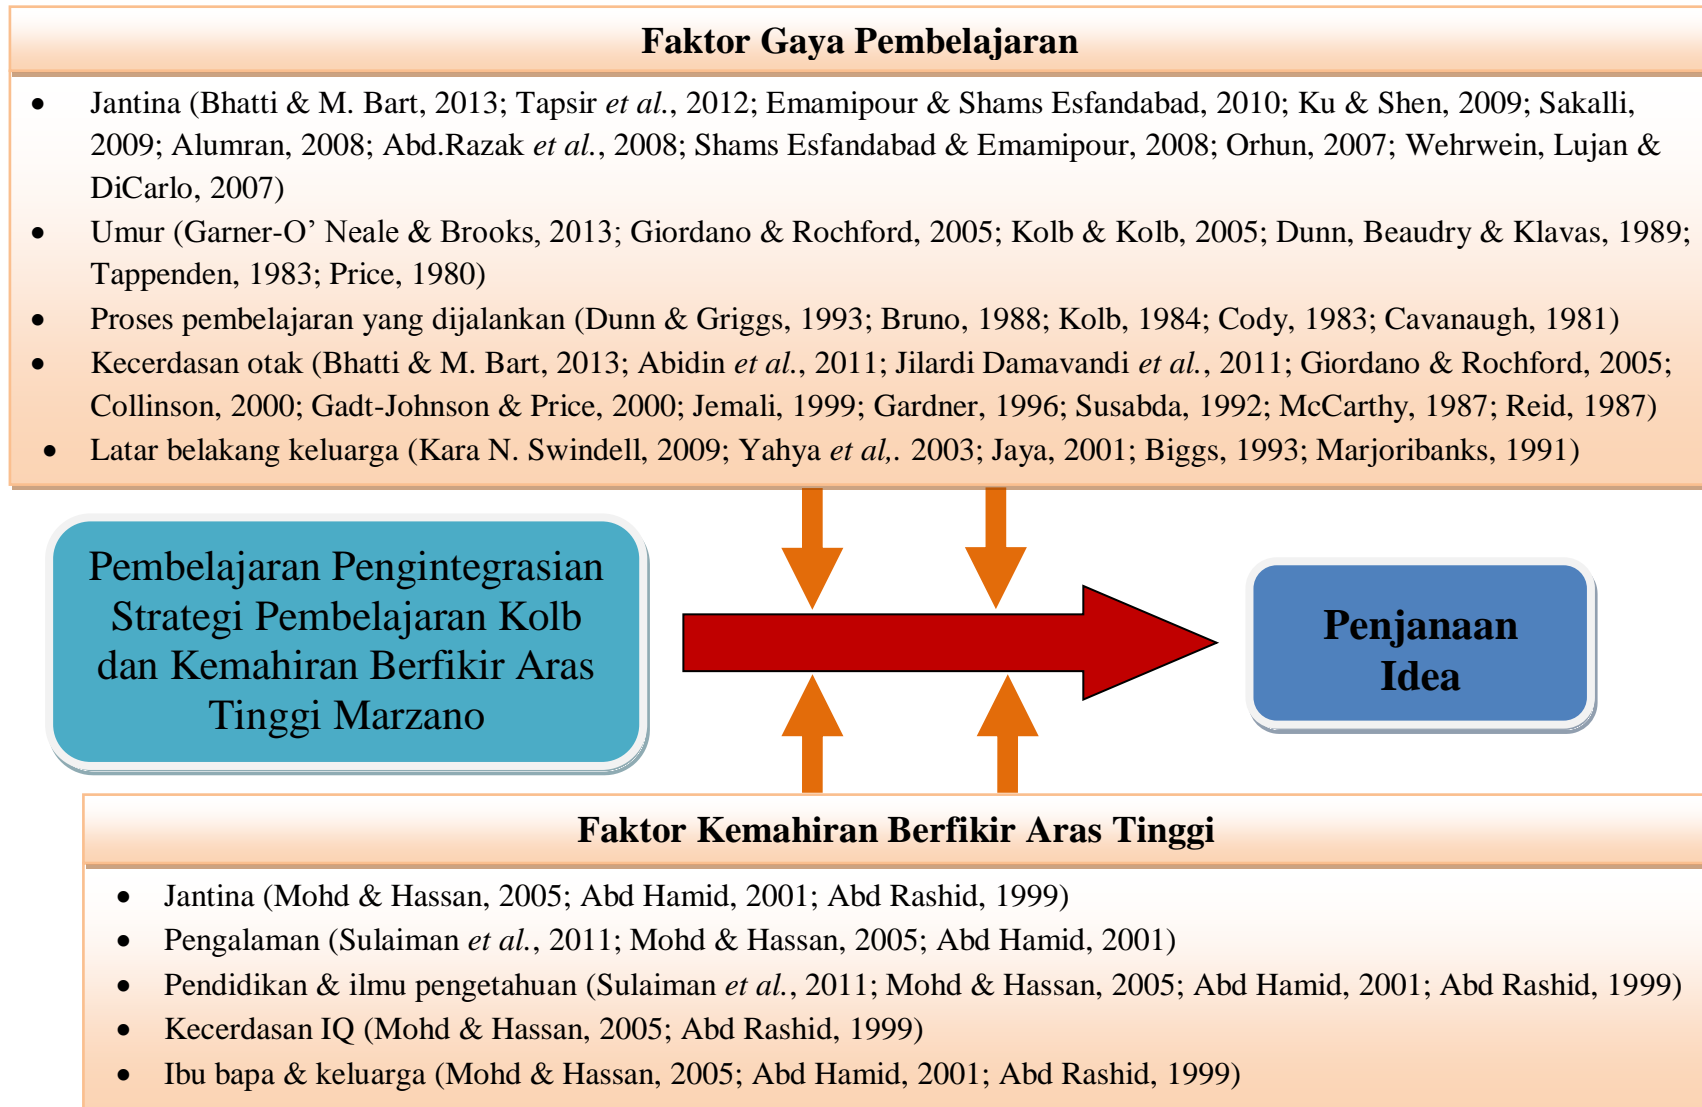 Faktor Gaya Pembelajaran
• Jantina (Bhatti & M. Bart, 2013; Tapsir et al., 2012; Emamipour & Shams Esfandabad, 2010; Ku & Shen, 2009; Sakalli,
2009; Alumran, 2008; Abd.Razak et al., 2008; Shams Esfandabad & Emamipour, 2008; Orhun, 2007; Wehrwein, Lujan &
DiCarlo, 2007)
• Umur (Garner-O’ Neale & Brooks, 2013; Giordano & Rochford, 2005; Kolb & Kolb, 2005; Dunn, Beaudry & Klavas, 1989;
Tappenden, 1983; Price, 1980)
• Proses pembelajaran yang dijalankan (Dunn & Griggs, 1993; Bruno, 1988; Kolb, 1984; Cody, 1983; Cavanaugh, 1981)
• Kecerdasan otak (Bhatti & M. Bart, 2013; Abidin et al., 2011; Jilardi Damavandi et al., 2011; Giordano & Rochford, 2005;
Collinson, 2000; Gadt-Johnson & Price, 2000; Jemali, 1999; Gardner, 1996; Susabda, 1992; McCarthy, 1987; Reid, 1987)
• Latar belakang keluarga (Kara N. Swindell, 2009; Yahya et al,. 2003; Jaya, 2001; Biggs, 1993; Marjoribanks, 1991)
Pembelajaran Pengintegrasian
Strategi Pembelajaran Kolb
dan Kemahiran Berfikir Aras
Tinggi Marzano
Penjanaan
Idea
Faktor Kemahiran Berfikir Aras Tinggi
• Jantina (Mohd & Hassan, 2005; Abd Hamid, 2001; Abd Rashid, 1999)
• Pengalaman (Sulaiman et al., 2011; Mohd & Hassan, 2005; Abd Hamid, 2001)
• Pendidikan & ilmu pengetahuan (Sulaiman et al., 2011; Mohd & Hassan, 2005; Abd Hamid, 2001; Abd Rashid, 1999)
• Kecerdasan IQ (Mohd & Hassan, 2005; Abd Rashid, 1999)
• Ibu bapa & keluarga (Mohd & Hassan, 2005; Abd Hamid, 2001; Abd Rashid, 1999)